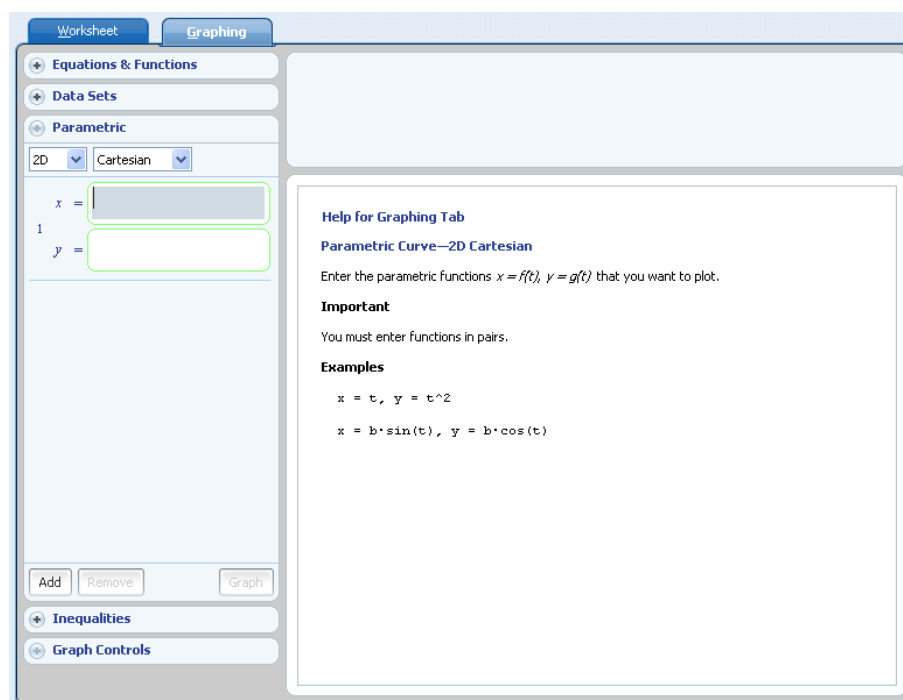 Worksheet
Graphing
Equations & Functions
Data Sets
Parametric
2D Cartesian
x =
1
y =
Add Remove Graph
Inequalities
Graph Controls
Help for Graphing Tab
Parametric Curve—2D Cartesian
Enter the parametric functions x = f(t), y = g(t) that you want to plot.
Important
You must enter functions in pairs.
Examples
x = t, y = t^2
x = b·sin(t), y = b·cos(t)